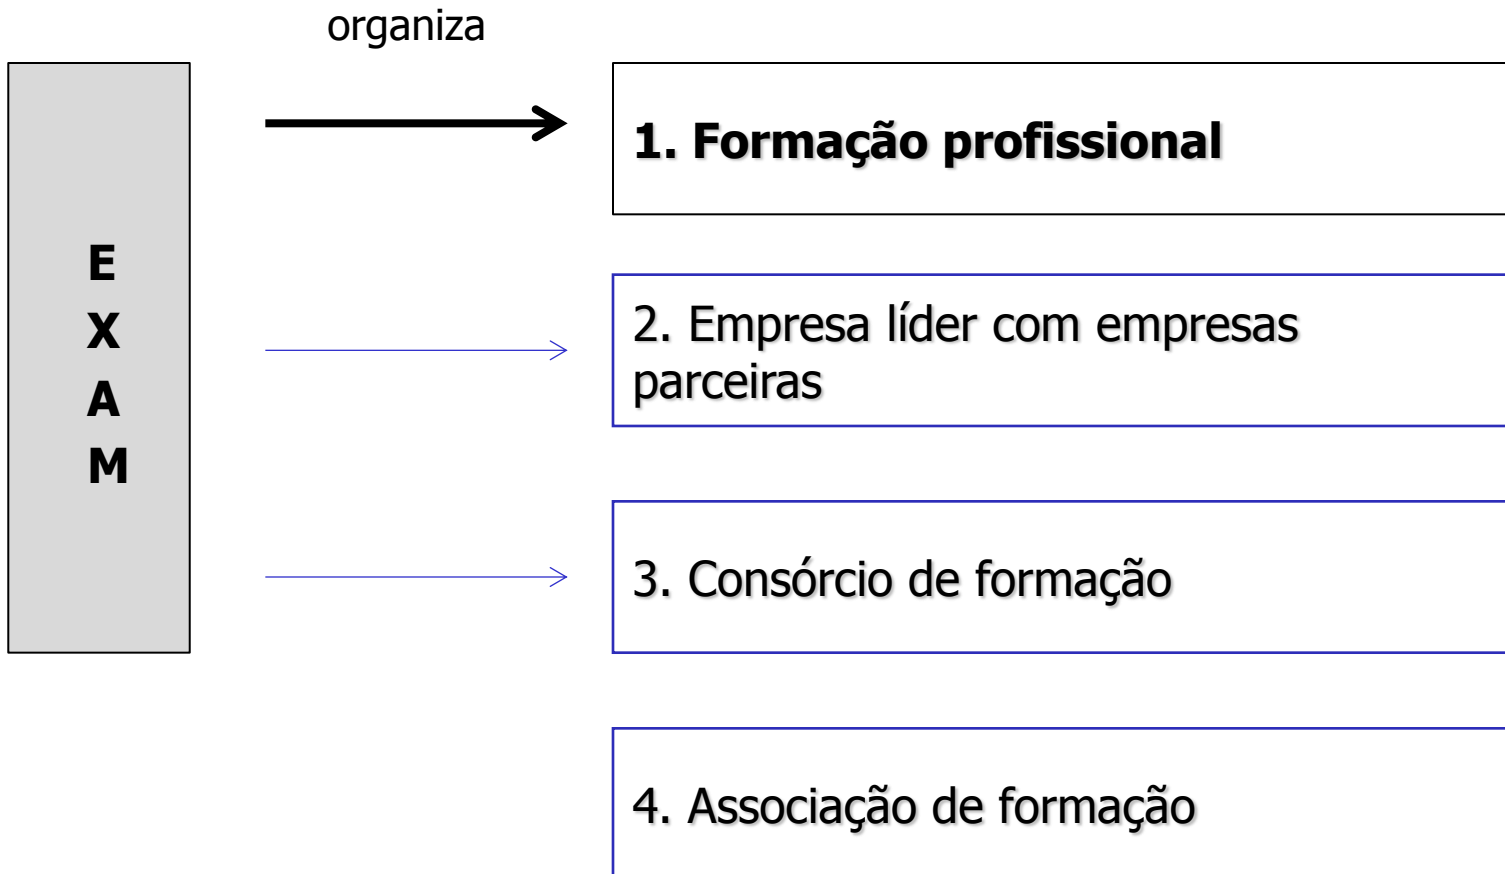 organiza
E
X
A
M
1. Formação profissional
2. Empresa líder com empresas
parceiras
3. Consórcio de formação
4. Associação de formação